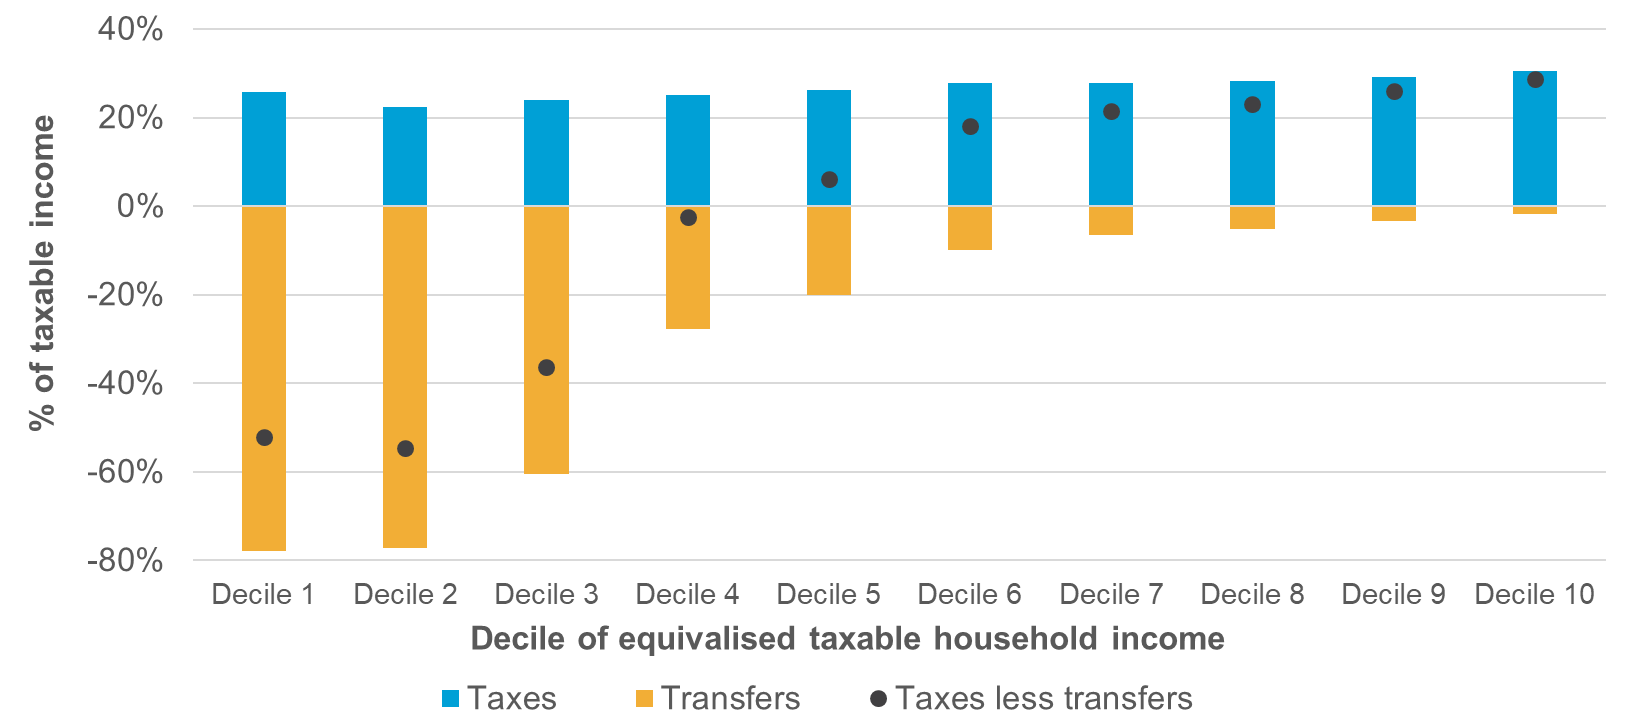 40%
20%
0%
-20%
-40%
-60%
-80%
% of taxable income
Decile 1 Decile 2 Decile 3 Decile 4 Decile 5 Decile 6 Decile 7 Decile 8 Decile 9 Decile 10
Decile of equivalised taxable household income
Taxes Transfers Taxes less transfers